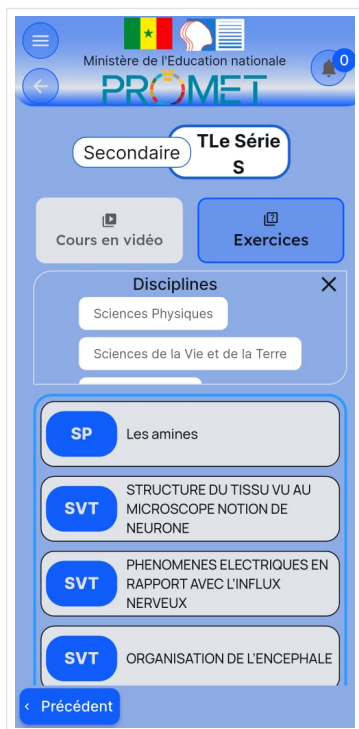 Ministère de l'Education nationale
0
PROMET
Secondaire
TLe Série
S
Cours en vidéo
Exercices
Disciplines
Sciences Physiques
Sciences de la Vie et de la Terre
SP
Les amines
SVT
STRUCTURE DU TISSU VU AU
MICROSCOPE NOTION DE
NEURONE
SVT
PHENOMENES ELECTRIQUES EN
RAPPORT AVEC L'INFLUX
NERVEUX
SVT
ORGANISATION DE L'ENCEPHALE
Précédent